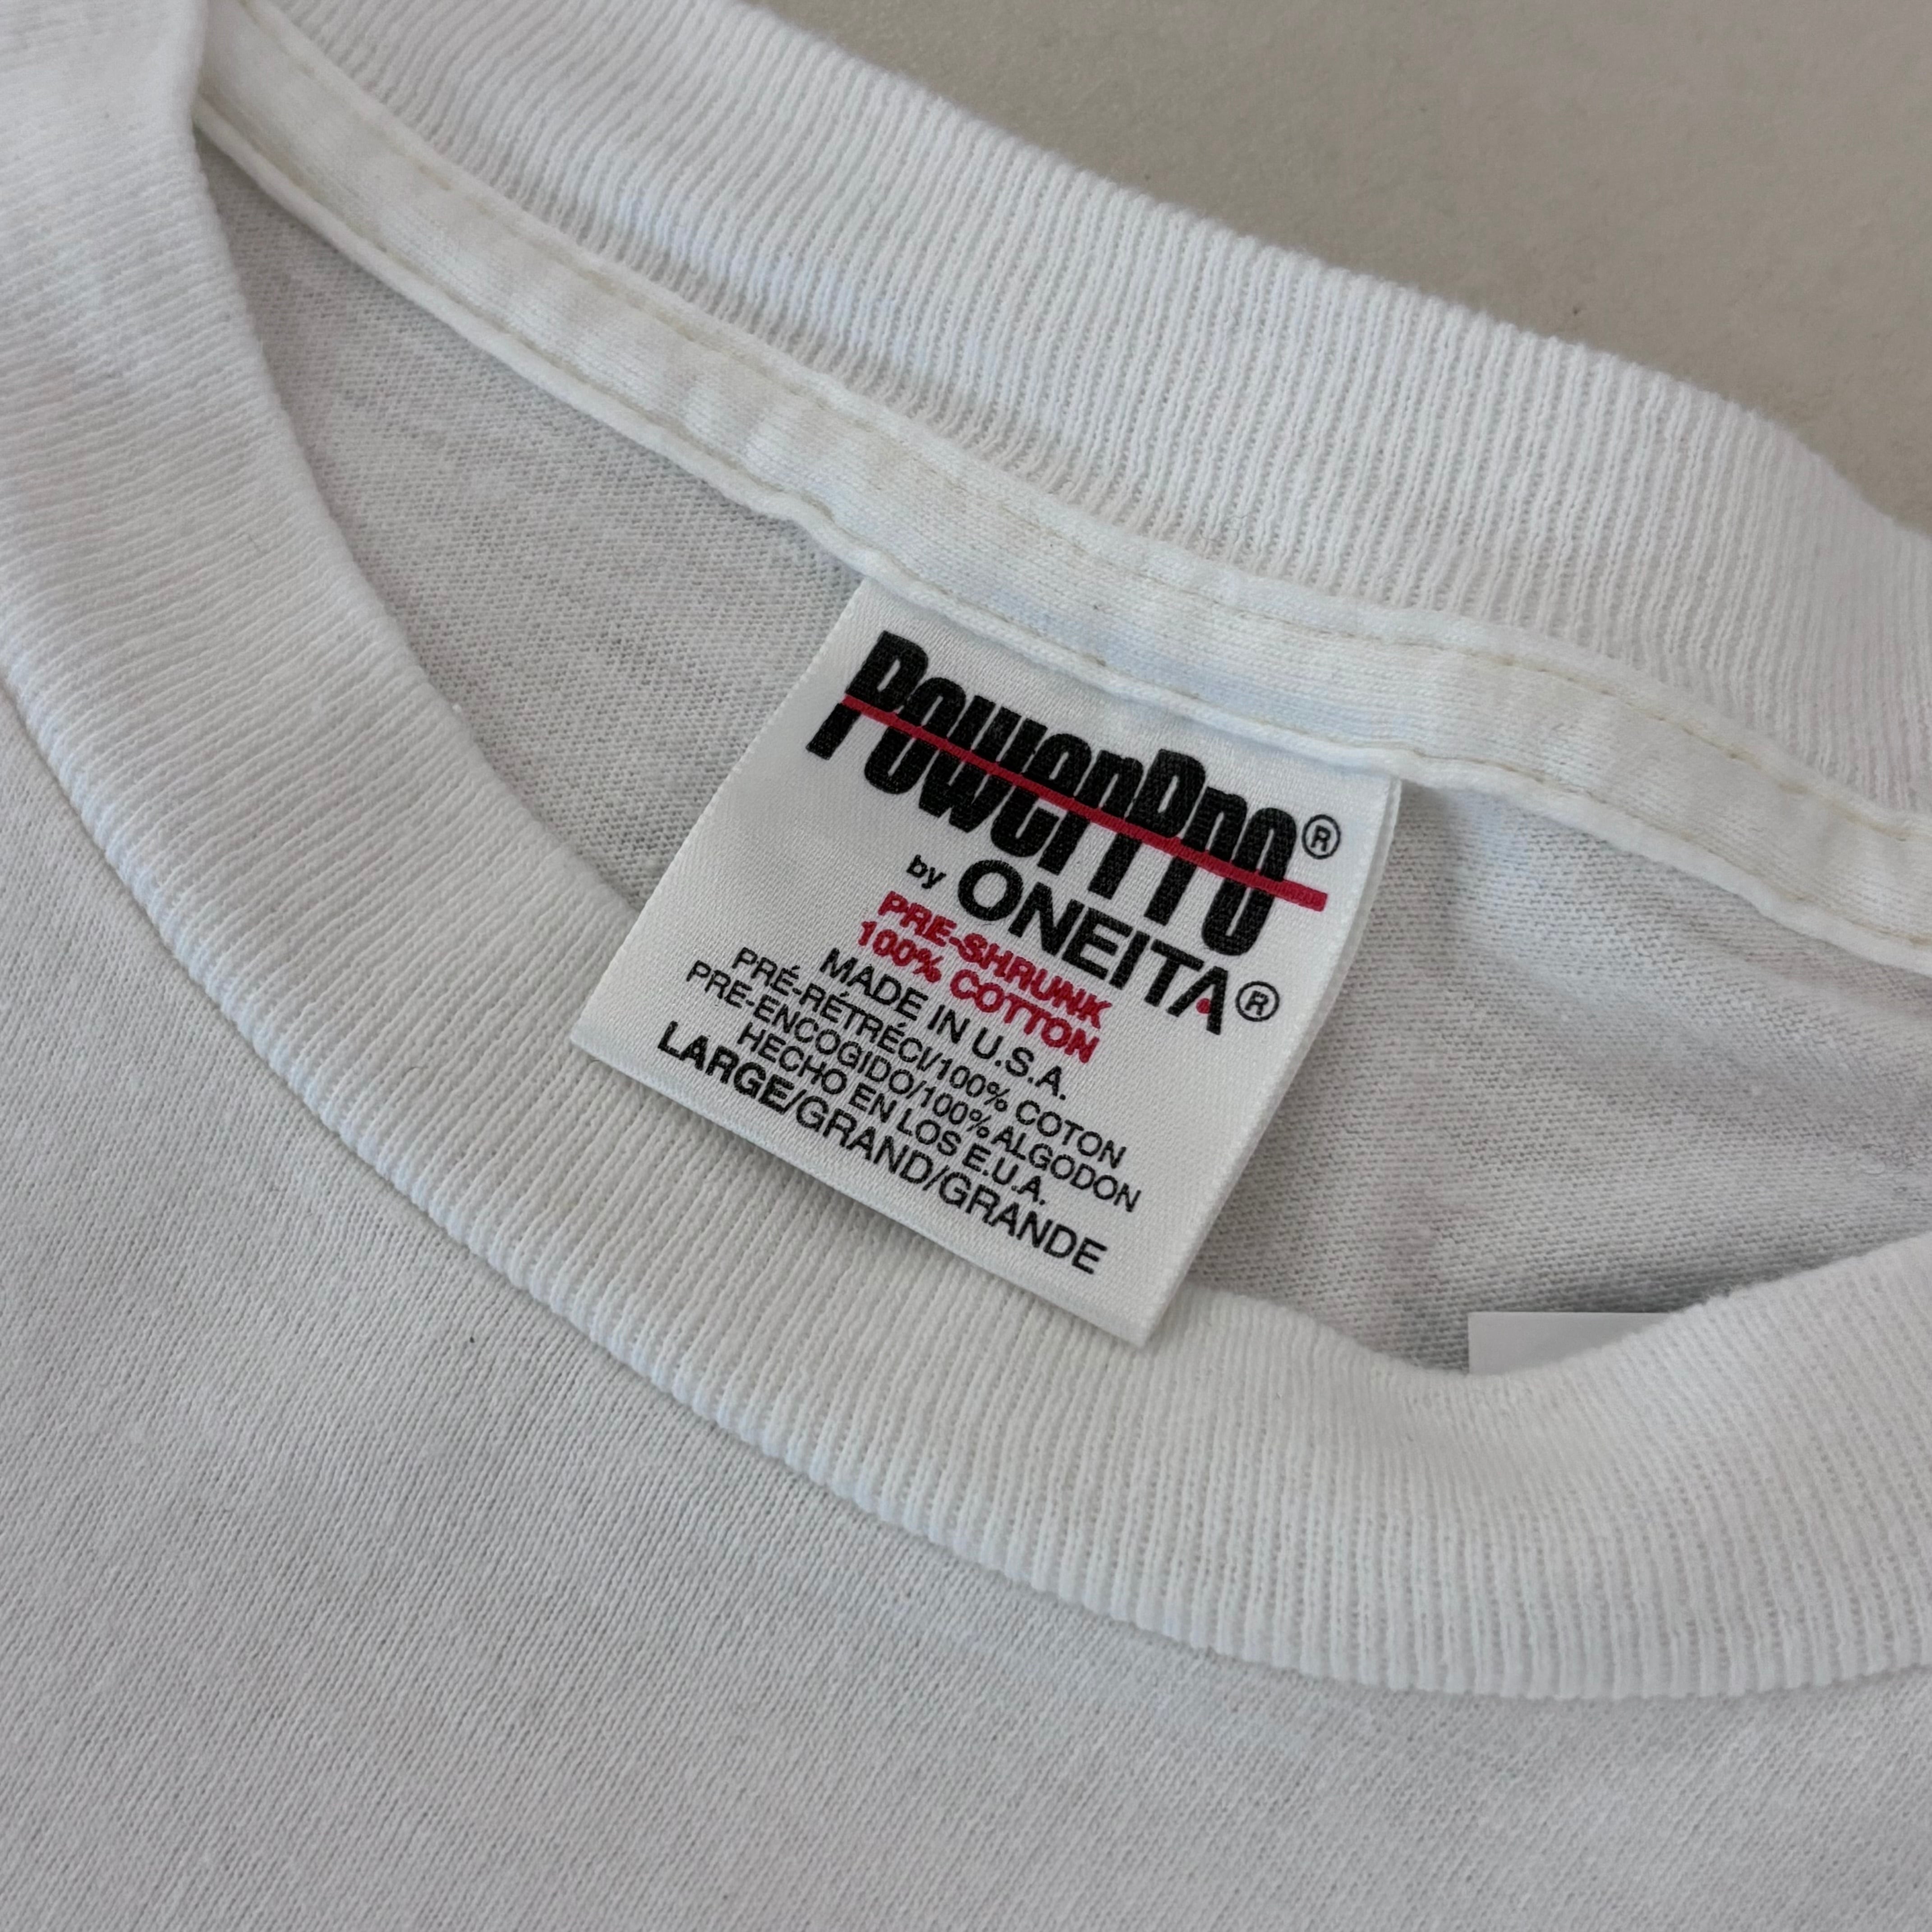 PowerPro®
by ONEITA®
PRE-SHRUNK
100% COTTON
MADE IN U.S.A.
PRÉ-RÉTRÉCI/100% COTON
PRE-ENCOGIDO/100% ALGODON
HECHO EN LOS E.U.A.
LARGE/GRAND/GRANDE